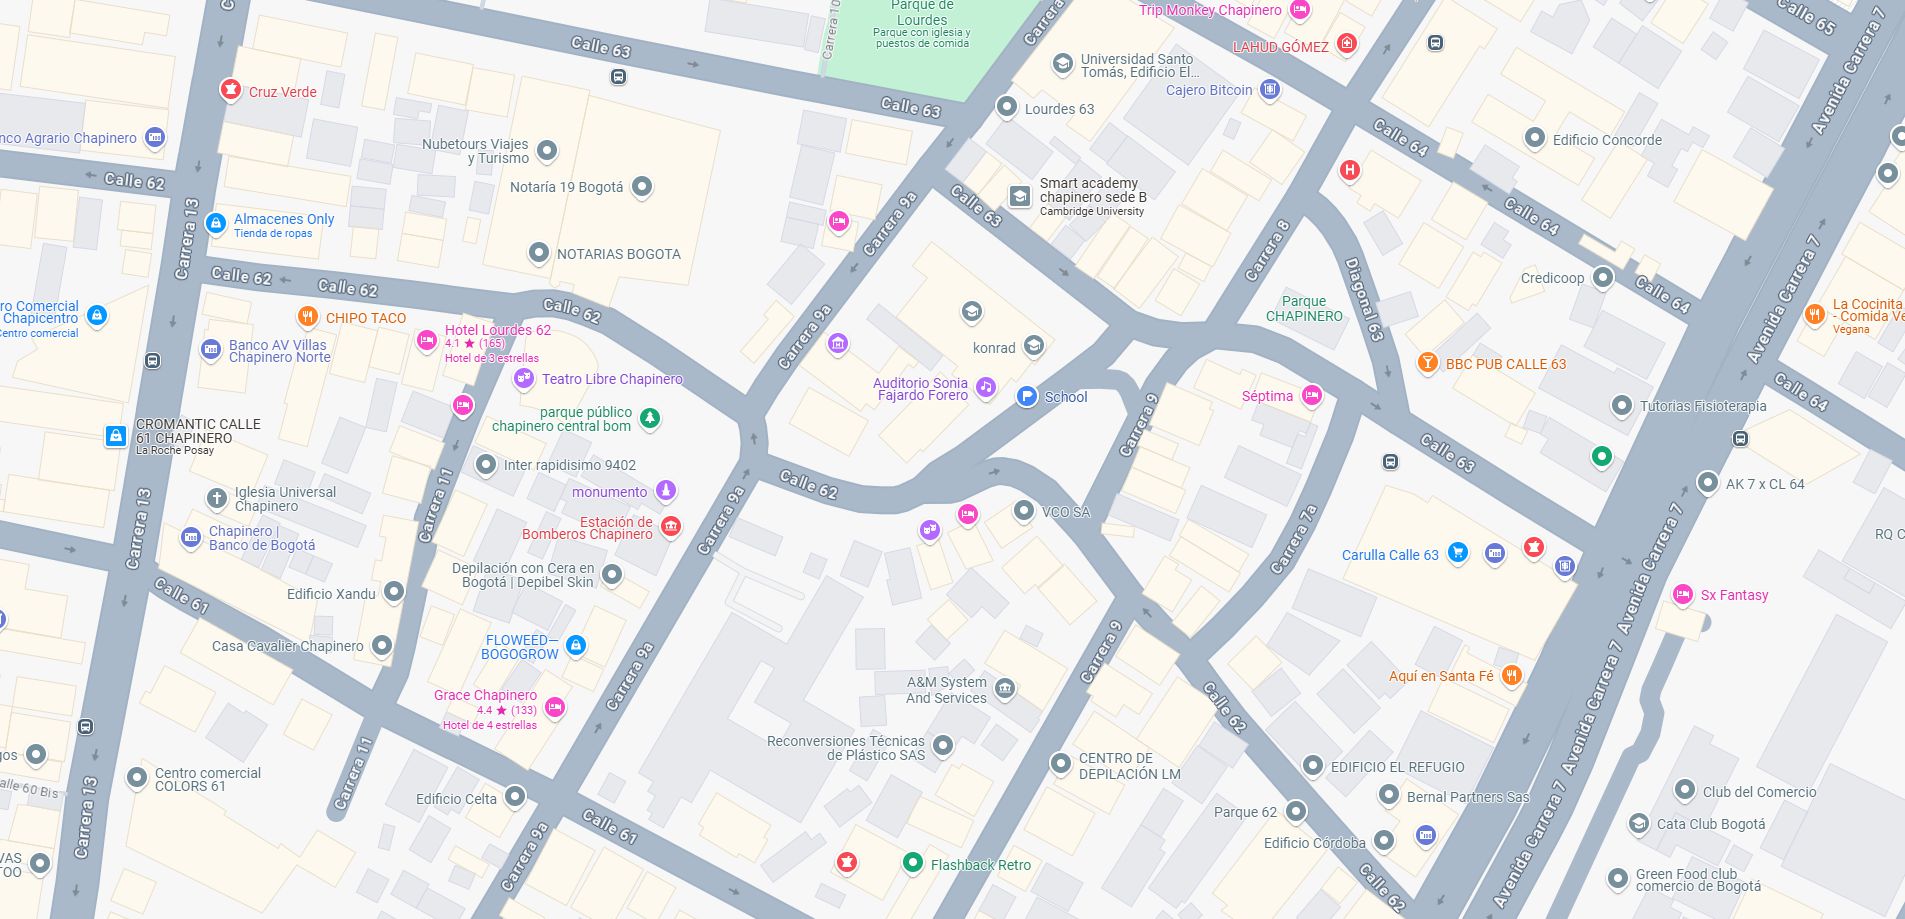 Parque de
Lourdes
Parque con iglesia y
puestos de comida
Trip Monkey Chapinero
Calle 65
Carrera 10
Carrera
Avenida Carrera 7
Calle 63
LAHUD GÓMEZ
Universidad Santo
Tomás, Edificio El...
Cruz Verde
Cajero Bitcoin
Calle 63
Lourdes 63
nco Agrario Chapinero
Nubetours Viajes
y Turismo
Calle 64
Edificio Concorde
Calle 62
Notaría 19 Bogotá
Smart academy
chapinero sede B
Cambridge University
Calle 63
Calle 64
Almacenes Only
Tienda de ropas
Carrera 13
Carrera 9a
Carrera 8
NOTARIAS BOGOTA
Calle 62
Calle 62
Credicoop
Calle 64
Diagonal 63
Avenida Carrera 7
ro Comercial
Chapicentro
Centro comercial
CHIPO TACO
Calle 62
Parque
CHAPINERO
La Cocinita
- Comida Ve
Vegana
Hotel Lourdes 62
4.1 ★ (165)
Hotel de 3 estrellas
Banco AV Villas
Chapinero Norte
Carrera 9a
konrad
BBC PUB CALLE 63
Teatro Libre Chapinero
Auditorio Sonia
Fajardo Forero
School
Séptima
Calle 64
Tutorias Fisioterapia
parque público
chapinero central bom
CROMANTIC CALLE
61 CHAPINERO
La Roche Posay
Carrera 9
Calle 63
Inter rapidisimo 9402
Calle 62
AK 7 x CL 64
Iglesia Universal
Chapinero
monumento
Carrera 11
Carrera 13
Carrera 9a
VCO SA
Estación de
Bomberos Chapinero
Chapinero |
Banco de Bogotá
Carrera 7a
RQ C
Carulla Calle 63
Avenida Carrera 7
Depilación con Cera en
Bogotá | Depibel Skin
Calle 61
Edificio Xandu
Sx Fantasy
Casa Cavalier Chapinero
FLOWEED—
BOGOGROW
Carrera 9
Carrera 9a
Aquí en Santa Fé
Avenida Carrera 7
Grace Chapinero
4.4 ★ (133)
Hotel de 4 estrellas
A&M System
And Services
Calle 62
Reconversiones Técnicas
de Plástico SAS
gos
Carrera 11
CENTRO DE
DEPILACIÓN LM
EDIFICIO EL REFUGIO
Centro comercial
COLORS 61
alle 60 Bis
Edificio Celta
Bernal Partners Sas
Club del Comercio
Parque 62
Carrera 13
Calle 61
Cata Club Bogotá
Edificio Córdoba
Avenida Carrera 7
Carrera 9a
VAS
TOO
Flashback Retro
Calle 62
Green Food club
comercio de Bogotá